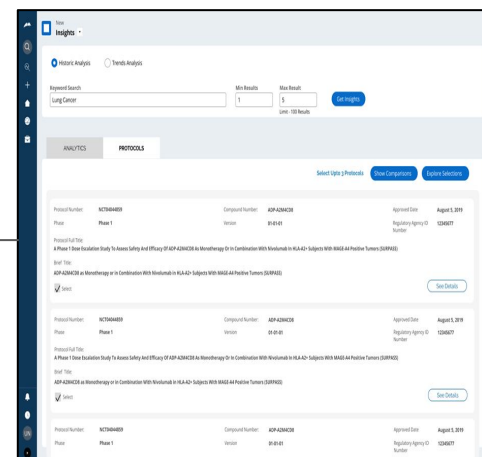 New
Insights
Historic Analysis Trends Analysis
Keyword Search Min Results Max Result
Lung Cancer 1 5 Get Insights
Limit - 100 Results
ANALYTICS PROTOCOLS
Select Upto 3 Protocols Show Comparisons Explore Selections
Protocol Number: NCT04044859 Compound Number: ADP-A2M4CD8 Approved Date August 5, 2019
Phase Phase 1 Version 01-01-01 Regulatory Agency ID 12345677
Number
Protocol Full Title:
A Phase 1 Dose Escalation Study To Assess Safety And Efficacy Of ADP-A2M4CD8 As Monotherapy Or In Combination With Nivolumab In HLA-A2+ Subjects With MAGE-A4 Positive Tumors (SURPASS)
Brief Title:
ADP-A2M4CD8 as Monotherapy or in Combination With Nivolumab in HLA-A2+ Subjects With MAGE-A4 Positive Tumors (SURPASS)
Select See Details
Protocol Number: NCT04044859 Compound Number: ADP-A2M4CD8 Approved Date August 5, 2019
Phase Phase 1 Version 01-01-01 Regulatory Agency ID 12345677
Number
Protocol Full Title:
A Phase 1 Dose Escalation Study To Assess Safety And Efficacy Of ADP-A2M4CD8 As Monotherapy Or In Combination With Nivolumab In HLA-A2+ Subjects With MAGE-A4 Positive Tumors (SURPASS)
Brief Title:
ADP-A2M4CD8 as Monotherapy or in Combination With Nivolumab in HLA-A2+ Subjects With MAGE-A4 Positive Tumors (SURPASS)
Select See Details
Protocol Number: NCT04044859 Compound Number: ADP-A2M4CD8 Approved Date August 5, 2019
Phase Phase 1 Version 01-01-01 Regulatory Agency ID 12345677
Number